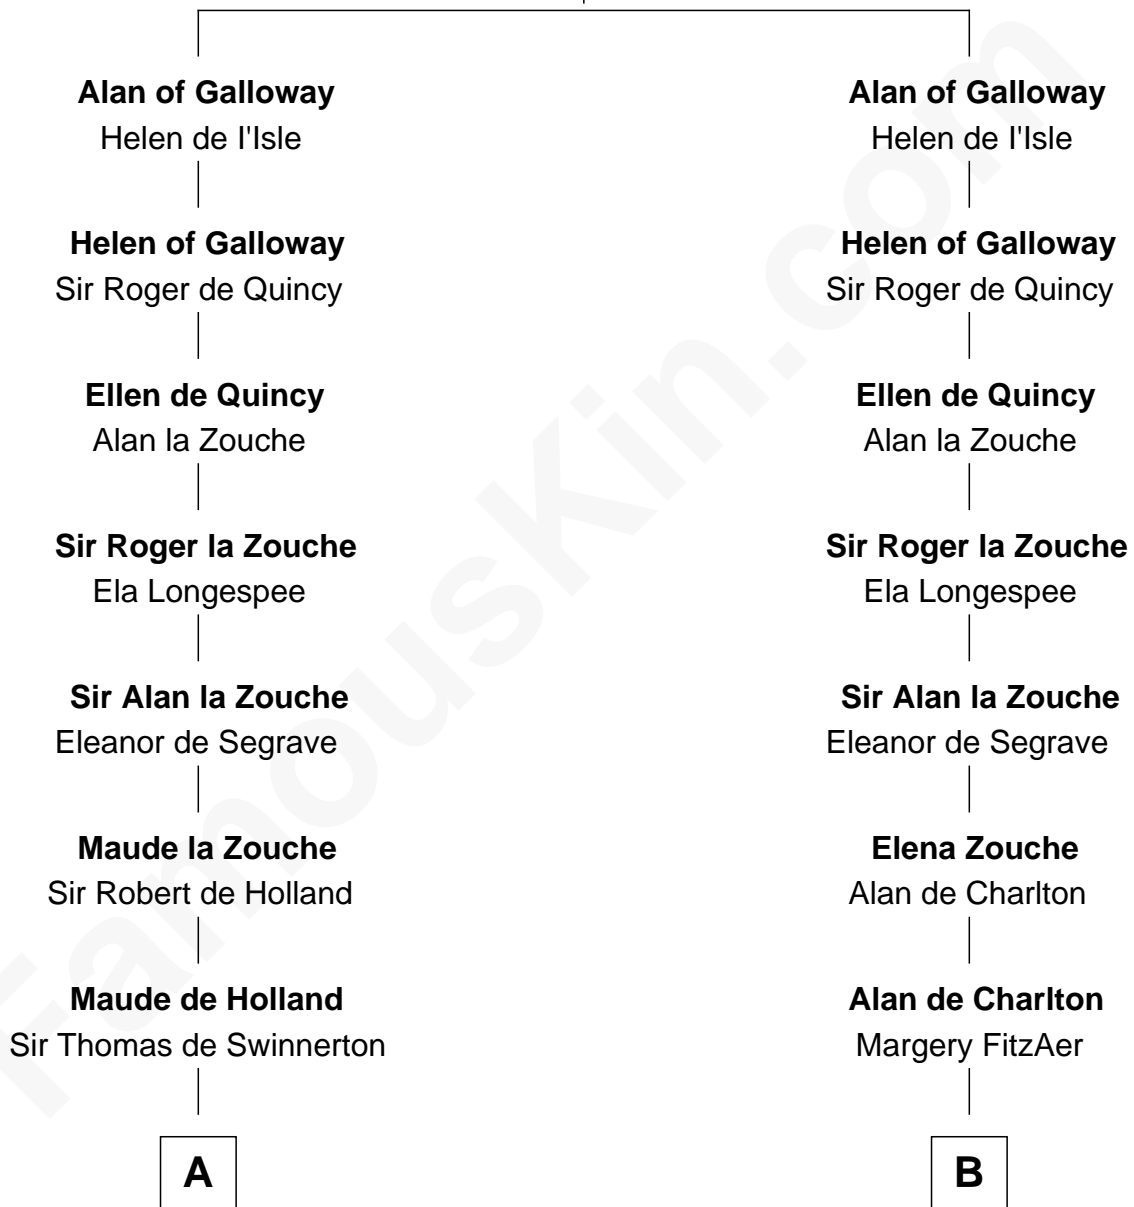 Alan of Galloway
Helen de I'Isle
Helen of Galloway
Sir Roger de Quincy
Ellen de Quincy
Alan la Zouche
Sir Roger la Zouche
Ela Longespee
Sir Alan la Zouche
Eleanor de Segrave
Maude la Zouche
Sir Robert de Holland
Maude de Holland
Sir Thomas de Swinnerton
A
Alan of Galloway
Helen de I'Isle
Helen of Galloway
Sir Roger de Quincy
Ellen de Quincy
Alan la Zouche
Sir Roger la Zouche
Ela Longespee
Sir Alan la Zouche
Eleanor de Segrave
Elena Zouche
Alan de Charlton
Alan de Charlton
Margery FitzAer
B
FamousKin.com